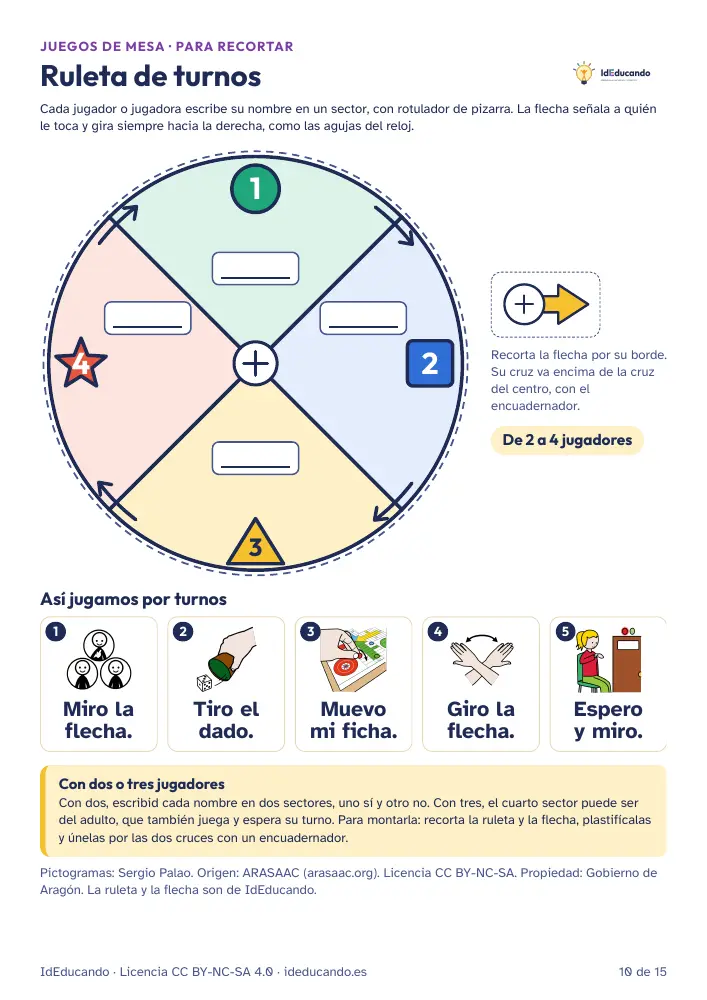 JUEGOS DE MESA · PARA RECORTAR
Ruleta de turnos
IdEducando
Cada jugador o jugadora escribe su nombre en un sector, con rotulador de pizarra. La flecha señala a quién
le toca y gira siempre hacia la derecha, como las agujas del reloj.
1
2
3
4
Recorta la flecha por su borde.
Su cruz va encima de la cruz
del centro, con el
encuadernador.
De 2 a 4 jugadores
Así jugamos por turnos
1
Miro la
flecha.
2
Tiro el
dado.
3
Muevo
mi ficha.
4
Giro la
flecha.
5
Espero
y miro.
Con dos o tres jugadores
Con dos, escribid cada nombre en dos sectores, uno sí y otro no. Con tres, el cuarto sector puede ser
del adulto, que también juega y espera su turno. Para montarla: recorta la ruleta y la flecha, plastifícalas
y únelas por las dos cruces con un encuadernador.
Pictogramas: Sergio Palao. Origen: ARASAAC (arasaac.org). Licencia CC BY-NC-SA. Propiedad: Gobierno de
Aragón. La ruleta y la flecha son de IdEducando.
IdEducando · Licencia CC BY-NC-SA 4.0 · ideducando.es
10 de 15